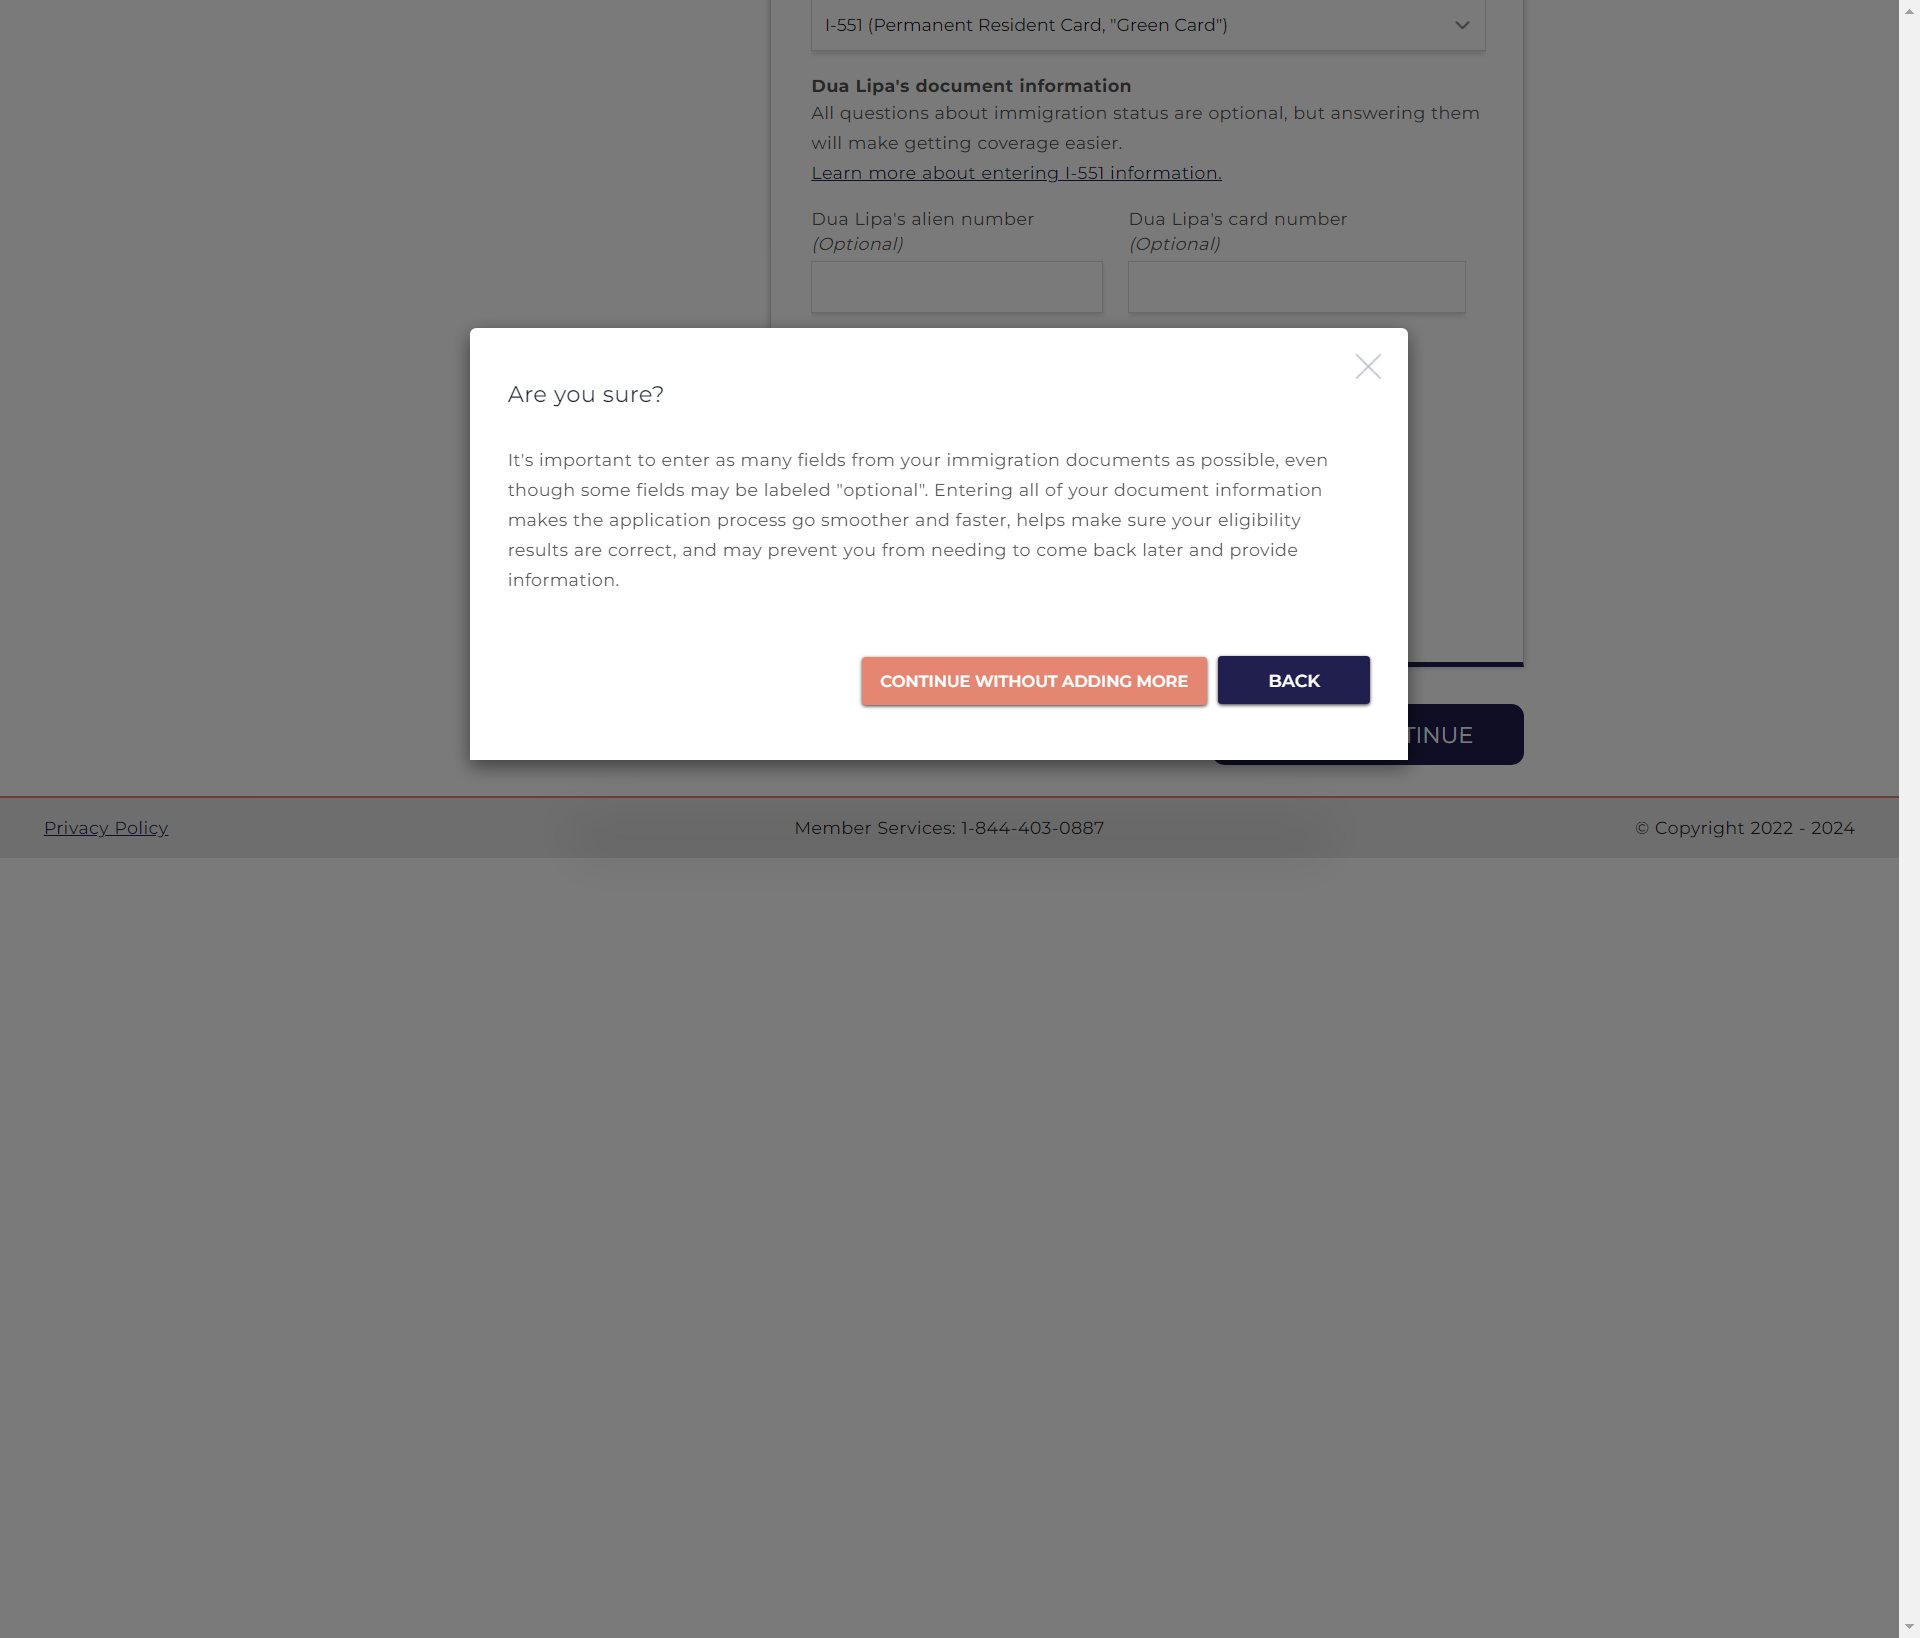 I-551 (Permanent Resident Card, "Green Card")
Dua Lipa's document information
All questions about immigration status are optional, but answering them
will make getting coverage easier.
Learn more about entering I-551 information.
Dua Lipa's alien number
(Optional)
Dua Lipa's card number
(Optional)
Are you sure?
It's important to enter as many fields from your immigration documents as possible, even
though some fields may be labeled "optional". Entering all of your document information
makes the application process go smoother and faster, helps make sure your eligibility
results are correct, and may prevent you from needing to come back later and provide
information.
CONTINUE WITHOUT ADDING MORE
BACK
TINUE
Privacy Policy
Member Services: 1-844-403-0887
© Copyright 2022 - 2024